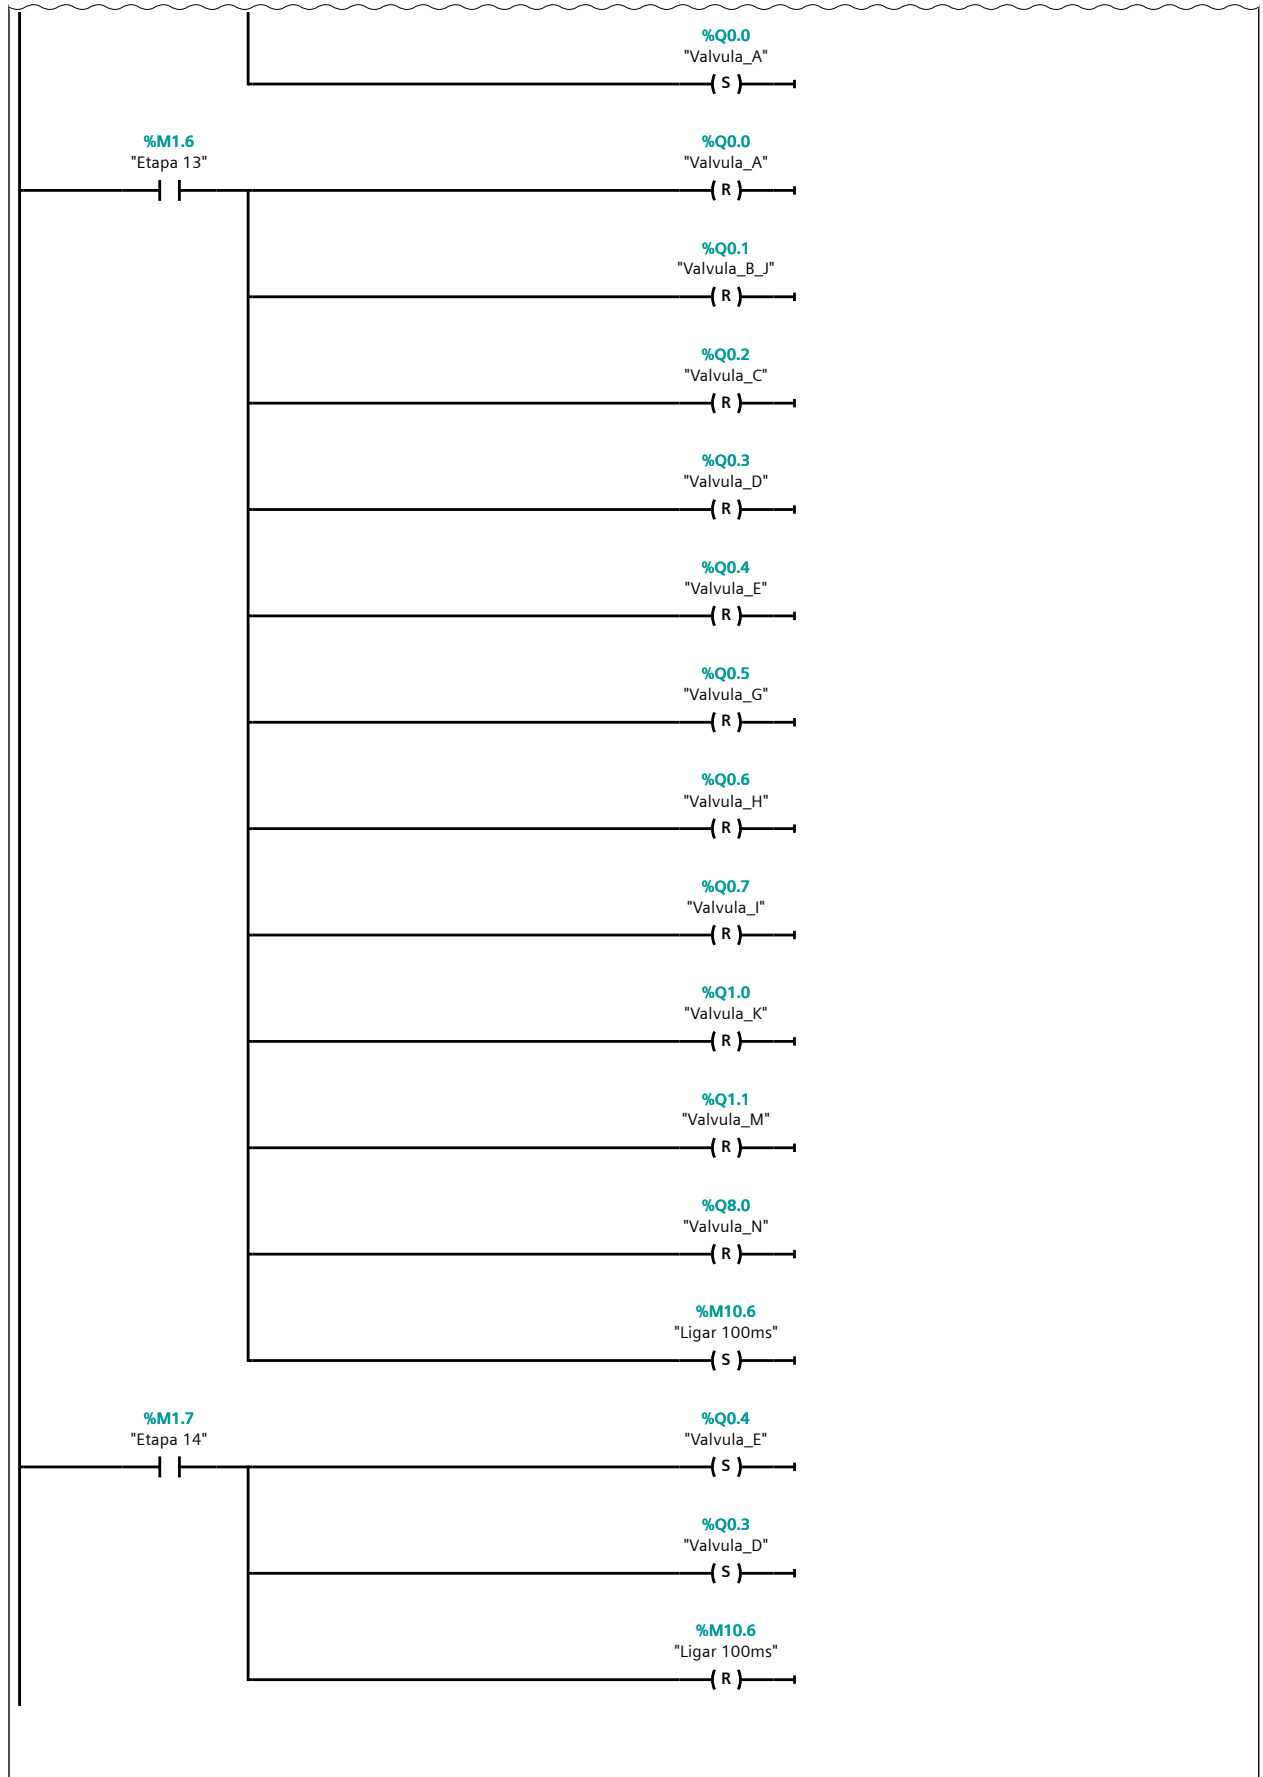 %Q0.0
"Valvula_A"
( S )
%M1.6
"Etapa 13"
%Q0.0
"Valvula_A"
( R )
%Q0.1
"Valvula_B_J"
( R )
%Q0.2
"Valvula_C"
( R )
%Q0.3
"Valvula_D"
( R )
%Q0.4
"Valvula_E"
( R )
%Q0.5
"Valvula_G"
( R )
%Q0.6
"Valvula_H"
( R )
%Q0.7
"Valvula_I"
( R )
%Q1.0
"Valvula_K"
( R )
%Q1.1
"Valvula_M"
( R )
%Q8.0
"Valvula_N"
( R )
%M10.6
"Ligar 100ms"
( S )
%M1.7
"Etapa 14"
%Q0.4
"Valvula_E"
( S )
%Q0.3
"Valvula_D"
( S )
%M10.6
"Ligar 100ms"
( R )